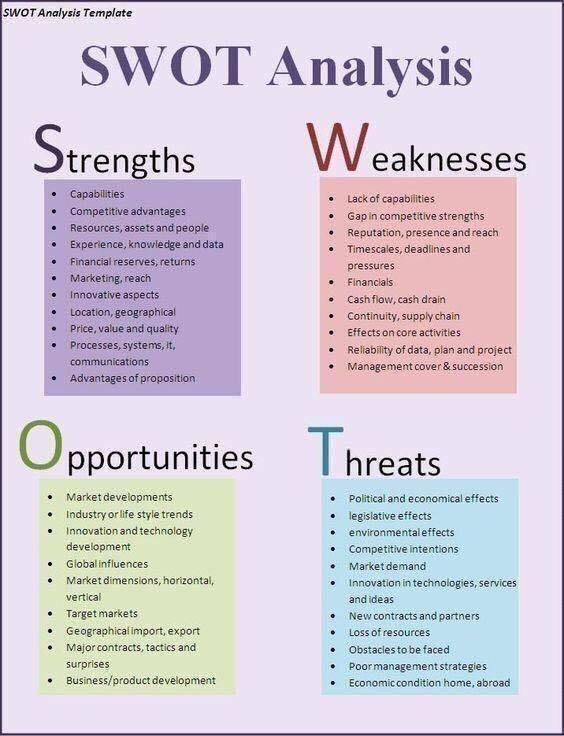 SWOT Analysis Template
SWOT Analysis
Strengths
• Capabilities
• Competitive advantages
• Resources, assets and people
• Experience, knowledge and data
• Financial reserves, returns
• Marketing, reach
• Innovative aspects
• Location, geographical
• Price, value and quality
• Processes, systems, it,
communications
• Advantages of proposition
Weaknesses
• Lack of capabilities
• Gap in competitive strengths
• Reputation, presence and reach
• Timescales, deadlines and
pressures
• Financials
• Cash flow, cash drain
• Continuity, supply chain
• Effects on core activities
• Reliability of data, plan and project
• Management cover & succession
Opportunities
• Market developments
• Industry or life style trends
• Innovation and technology
development
• Global influences
• Market dimensions, horizontal,
vertical
• Target markets
• Geographical import, export
• Major contracts, tactics and
surprises
• Business/product development
Threats
• Political and economical effects
• legislative effects
• environmental effects
• Competitive intentions
• Market demand
• Innovation in technologies, services
and ideas
• New contracts and partners
• Loss of resources
• Obstacles to be faced
• Poor management strategies
• Economic condition home, abroad